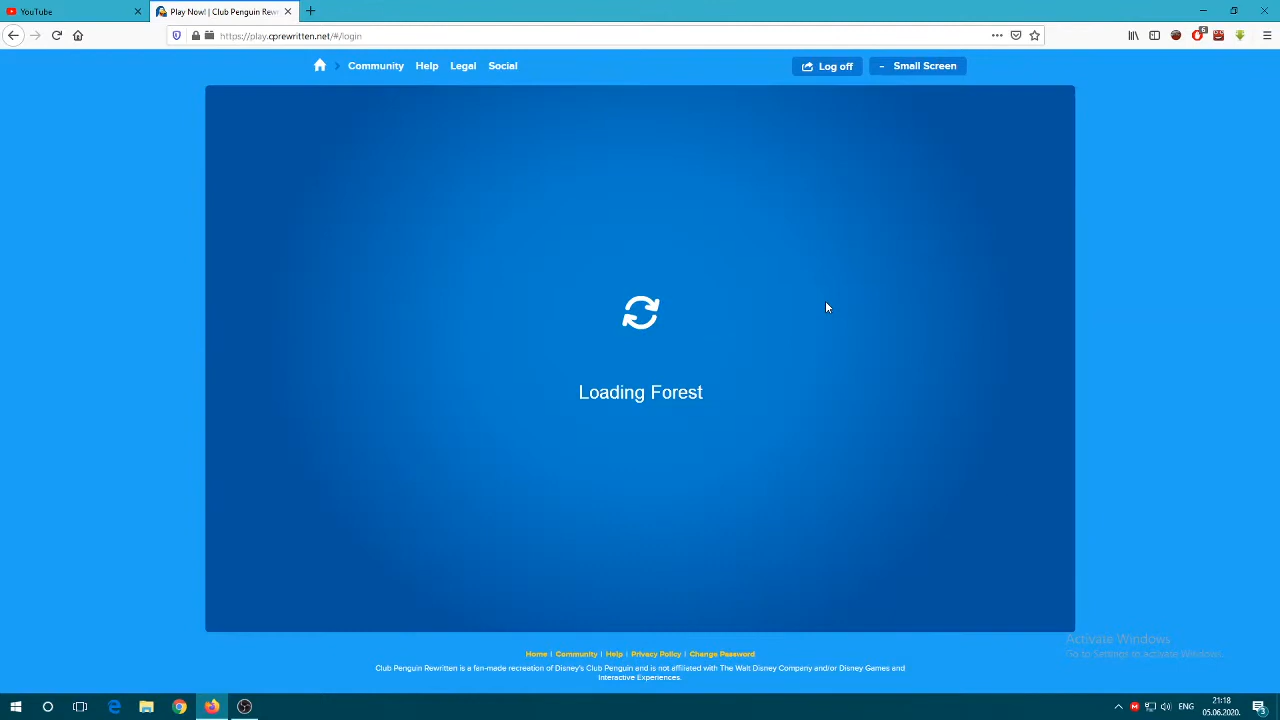 YouTube
Play Now! | Club Penguin Rew
https://play.cprewritten.net/#/login
Community Help Legal Social
Log off
Small Screen
Loading Forest
Home | Community | Help | Privacy Policy | Change Password
Club Penguin Rewritten is a fan-made recreation of Disney's Club Penguin and is not affiliated with The Walt Disney Company and/or Disney Games and
Interactive Experiences.
Activate Windows
Go to Settings to activate Windows.
ENG
21:18
05.06.2020.
3